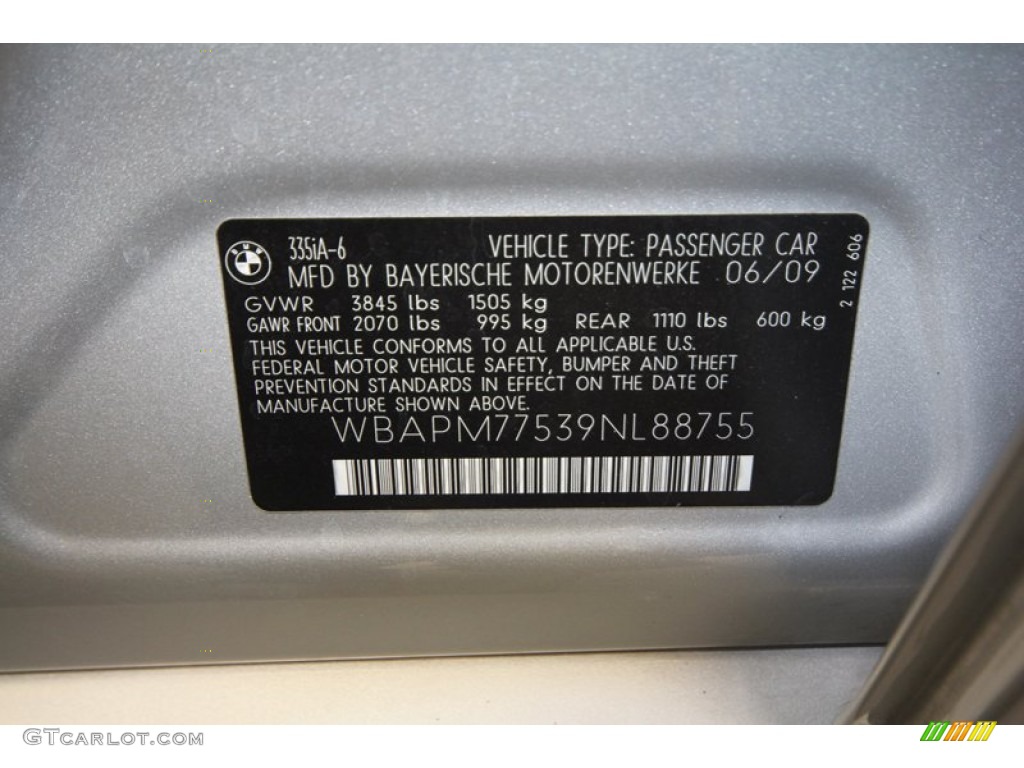 BMW
335iA-6 VEHICLE TYPE: PASSENGER CAR
MFD BY BAYERISCHE MOTORENWERKE 06/09
GVWR 3845 lbs 1505 kg
GAWR FRONT 2070 lbs 995 kg REAR 1110 lbs 600 kg
THIS VEHICLE CONFORMS TO ALL APPLICABLE U.S.
FEDERAL MOTOR VEHICLE SAFETY, BUMPER AND THEFT
PREVENTION STANDARDS IN EFFECT ON THE DATE OF
MANUFACTURE SHOWN ABOVE.
WBAPM77539NL88755
2 122 606
GTCARLOT.COM